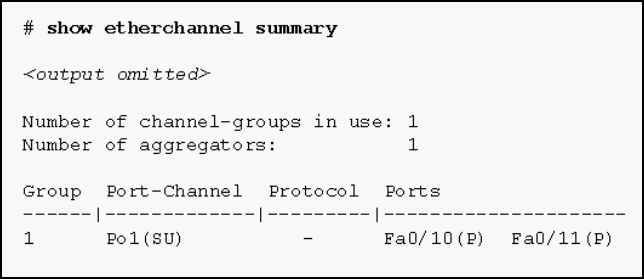 # show etherchannel summary
<output omitted>
Number of channel-groups in use: 1
Number of aggregators:           1
Group  Port-Channel  Protocol  Ports
------|-------------|---------|---------------------
1      Po1(SU)          -      Fa0/10(P)  Fa0/11(P)